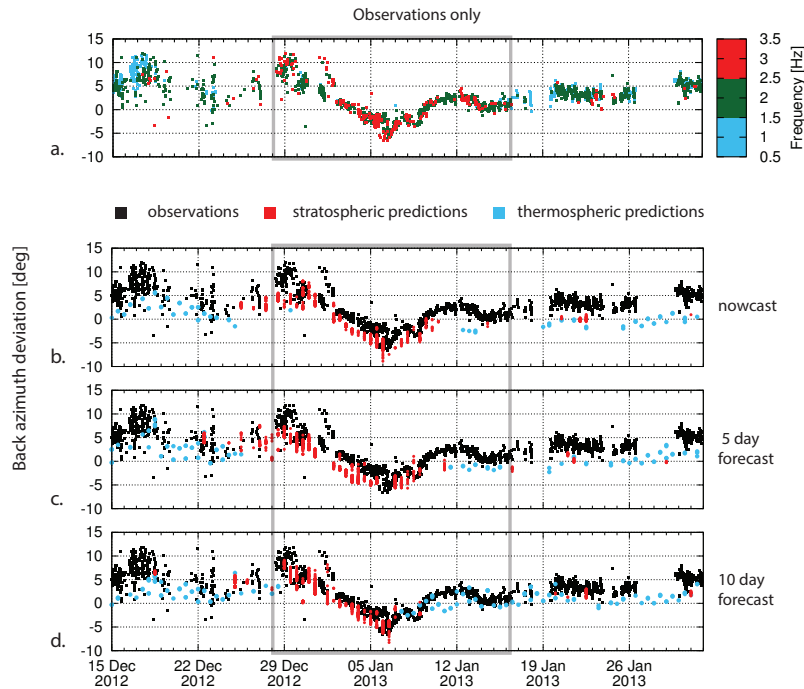 Observations only
15
10
5
0
-5
-10
a.
3.5
3
2.5
2
1.5
1
0.5
Frequency [Hz]
observations
stratospheric predictions
thermospheric predictions
Back azimuth deviation [deg]
15
10
5
0
-5
-10
b.
nowcast
15
10
5
0
-5
-10
c.
5 day
forecast
15
10
5
0
-5
-10
d.
10 day
forecast
15 Dec 22 Dec 29 Dec 05 Jan 12 Jan 19 Jan 26 Jan
2012 2012 2012 2013 2013 2013 2013